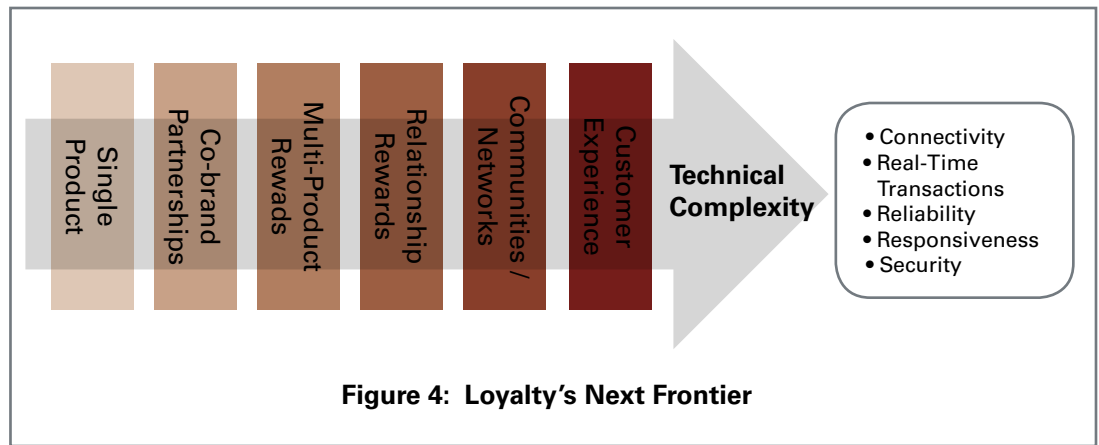 Single
Product
Co-brand
Partnerships
Multi-Product
Rewads
Relationship
Rewards
Communities /
Networks
Customer
Experience
Technical
Complexity
• Connectivity
• Real-Time
Transactions
• Reliability
• Responsiveness
• Security
Figure 4: Loyalty's Next Frontier